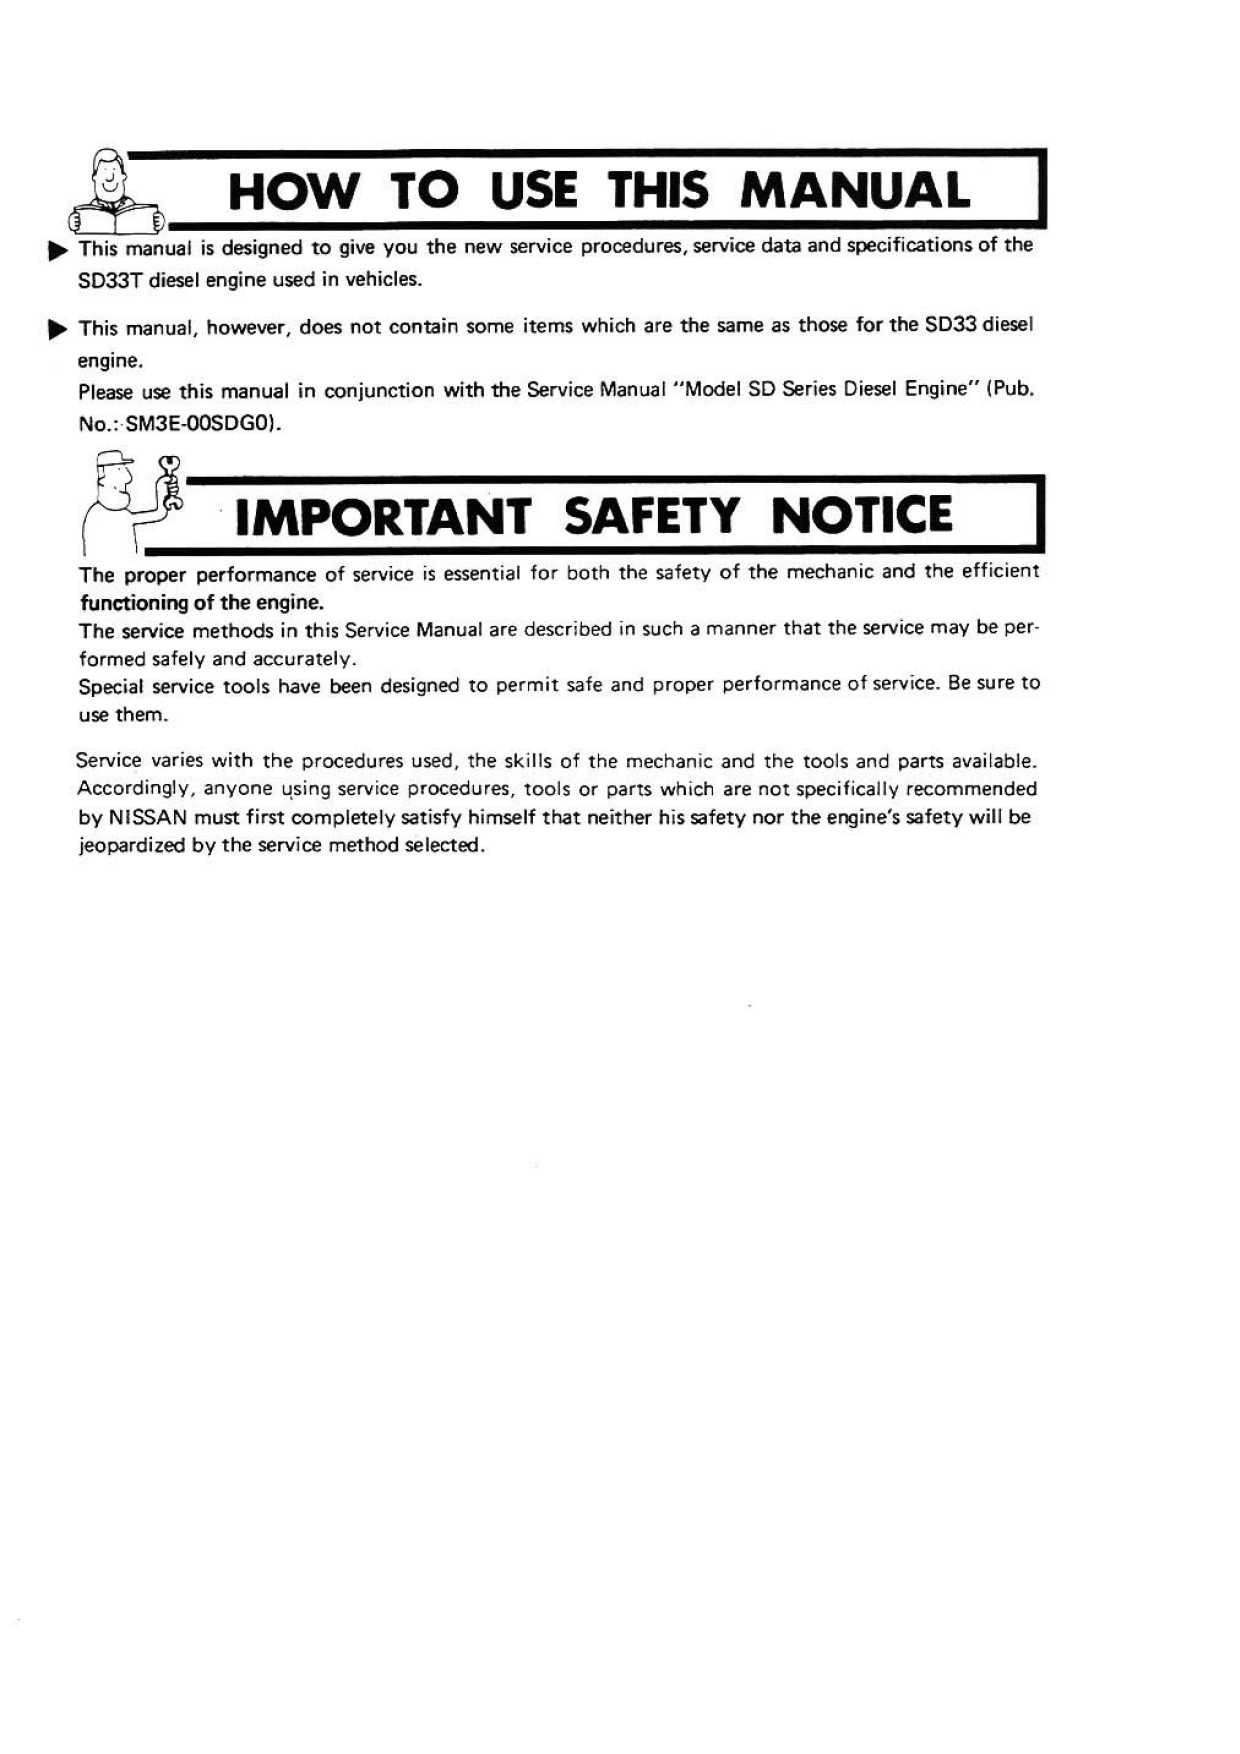 HOW TO USE THIS MANUAL
▶ This manual is designed to give you the new service procedures, service data and specifications of the
SD33T diesel engine used in vehicles.
▶ This manual, however, does not contain some items which are the same as those for the SD33 diesel
engine.
Please use this manual in conjunction with the Service Manual "Model SD Series Diesel Engine" (Pub.
No.: SM3E-00SDG0).
IMPORTANT SAFETY NOTICE
The proper performance of service is essential for both the safety of the mechanic and the efficient
functioning of the engine.
The service methods in this Service Manual are described in such a manner that the service may be per-
formed safely and accurately.
Special service tools have been designed to permit safe and proper performance of service. Be sure to
use them.
Service varies with the procedures used, the skills of the mechanic and the tools and parts available.
Accordingly, anyone using service procedures, tools or parts which are not specifically recommended
by NISSAN must first completely satisfy himself that neither his safety nor the engine's safety will be
jeopardized by the service method selected.